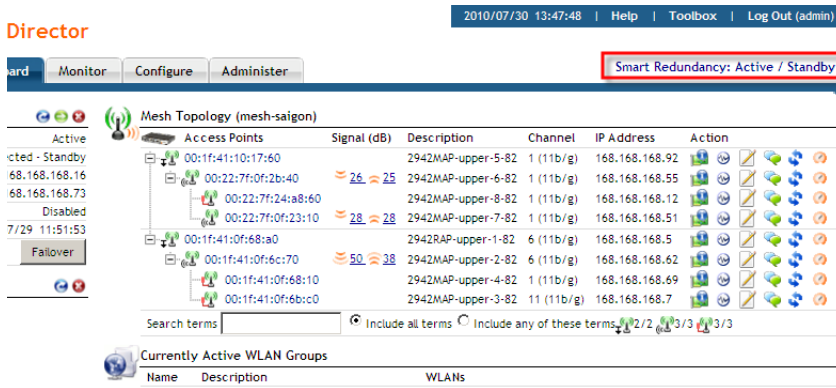 2010/07/30 13:47:48 | Help | Toolbox | Log Out (admin)
Director
ard Monitor Configure Administer
Smart Redundancy: Active / Standby
Active
cted - Standby
68.168.168.16
68.168.168.73
Disabled
7/29 11:51:53
Failover
Mesh Topology (mesh-saigon)
Access Points Signal (dB) Description Channel IP Address Action
00:1f:41:10:17:60 2942MAP-upper-5-82 1 (11b/g) 168.168.168.92
00:22:7f:0f:2b:40 26 25 2942MAP-upper-6-82 1 (11b/g) 168.168.168.55
00:22:7f:24:a8:60 2942MAP-upper-8-82 1 (11b/g) 168.168.168.12
00:22:7f:0f:23:10 28 28 2942MAP-upper-7-82 1 (11b/g) 168.168.168.51
00:1f:41:0f:68:a0 2942RAP-upper-1-82 6 (11b/g) 168.168.168.5
00:1f:41:0f:6c:70 50 38 2942MAP-upper-2-82 6 (11b/g) 168.168.168.62
00:1f:41:0f:68:10 2942MAP-upper-4-82 1 (11b/g) 168.168.168.69
00:1f:41:0f:6b:c0 2942MAP-upper-3-82 11 (11b/g) 168.168.168.7
Search terms Include all terms Include any of these terms 2/2 3/3 3/3
Currently Active WLAN Groups
Name Description WLANs